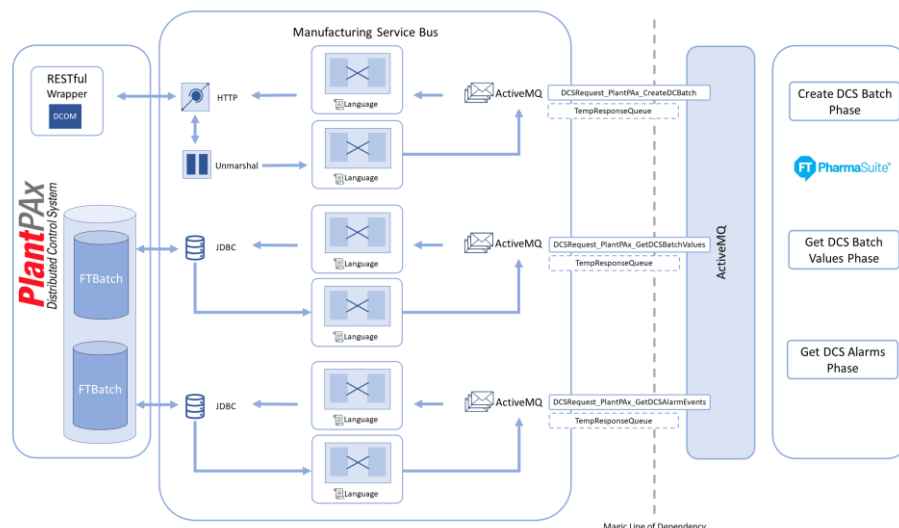 Manufacturing Service Bus
RESTful
Wrapper
DCOM
HTTP
Language
ActiveMQ
DCSRequest_PlantPAx_CreateDCBatch
TempResponseQueue
Create DCS Batch
Phase
Unmarshal
Language
FT PharmaSuite®
PlantPAx
Distributed Control System
FTBatch
JDBC
Language
ActiveMQ
DCSRequest_PlantPAx_GetDCSBatchValues
TempResponseQueue
ActiveMQ
Get DCS Batch
Values Phase
Language
FTBatch
JDBC
Language
ActiveMQ
DCSRequest_PlantPAx_GetDCSAlarmEvents
TempResponseQueue
Get DCS Alarms
Phase
Language
Magic Line of Dependency